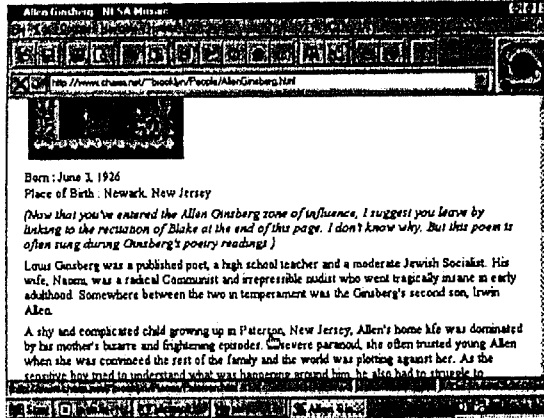 Allen Ginsberg - NCSA Mosaic
http://www.charm.net/~brooklyn/People/AllenGinsberg.html
Born : June 3, 1926
Place of Birth : Newark, New Jersey
(Now that you've entered the Allen Ginsberg zone of influence, I suggest you leave by
linking to the recitation of Blake at the end of this page. I don't know why. But this poem is
often sung during Ginsberg's poetry readings )
Louis Ginsberg was a published poet, a high school teacher and a moderate Jewish Socialist. His
wife, Naomi, was a radical Communist and irrepressible nudist who went tragically insane in early
adulthood. Somewhere between the two in temperament was the Ginsberg's second son, Irwin
Allen.
A shy and complicated child growing up in Paterson, New Jersey, Allen's home life was dominated
by his mother's bizarre and frightening episodes. severe paranoid, she often trusted young Allen
when she was convinced the rest of the family and the world was plotting against her. As the
sensitive boy tried to understand what was happening around him, he also had to struggle to